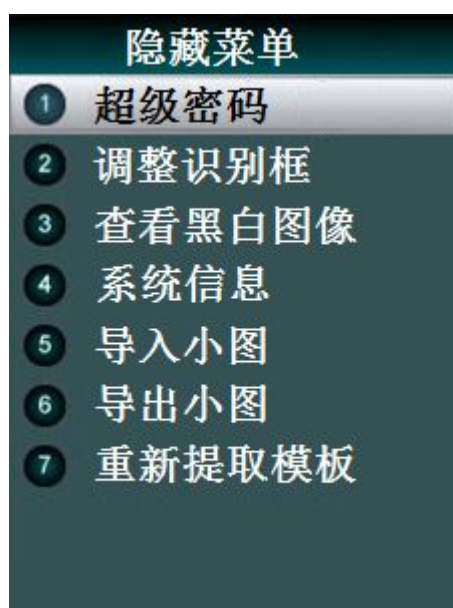 隐藏菜单
1 超级密码
2 调整识别框
3 查看黑白图像
4 系统信息
5 导入小图
6 导出小图
7 重新提取模板